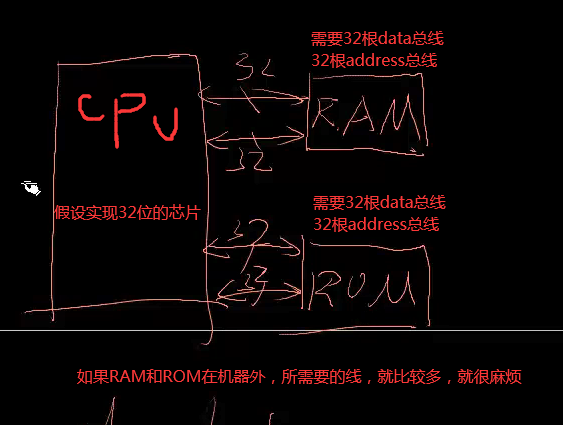 需要32根data总线
32根address总线
32
CPU
RAM
32
假设实现32位的芯片
需要32根data总线
32根address总线
32
32
ROM
如果RAM和ROM在机器外，所需要的线，就比较多，就很麻烦